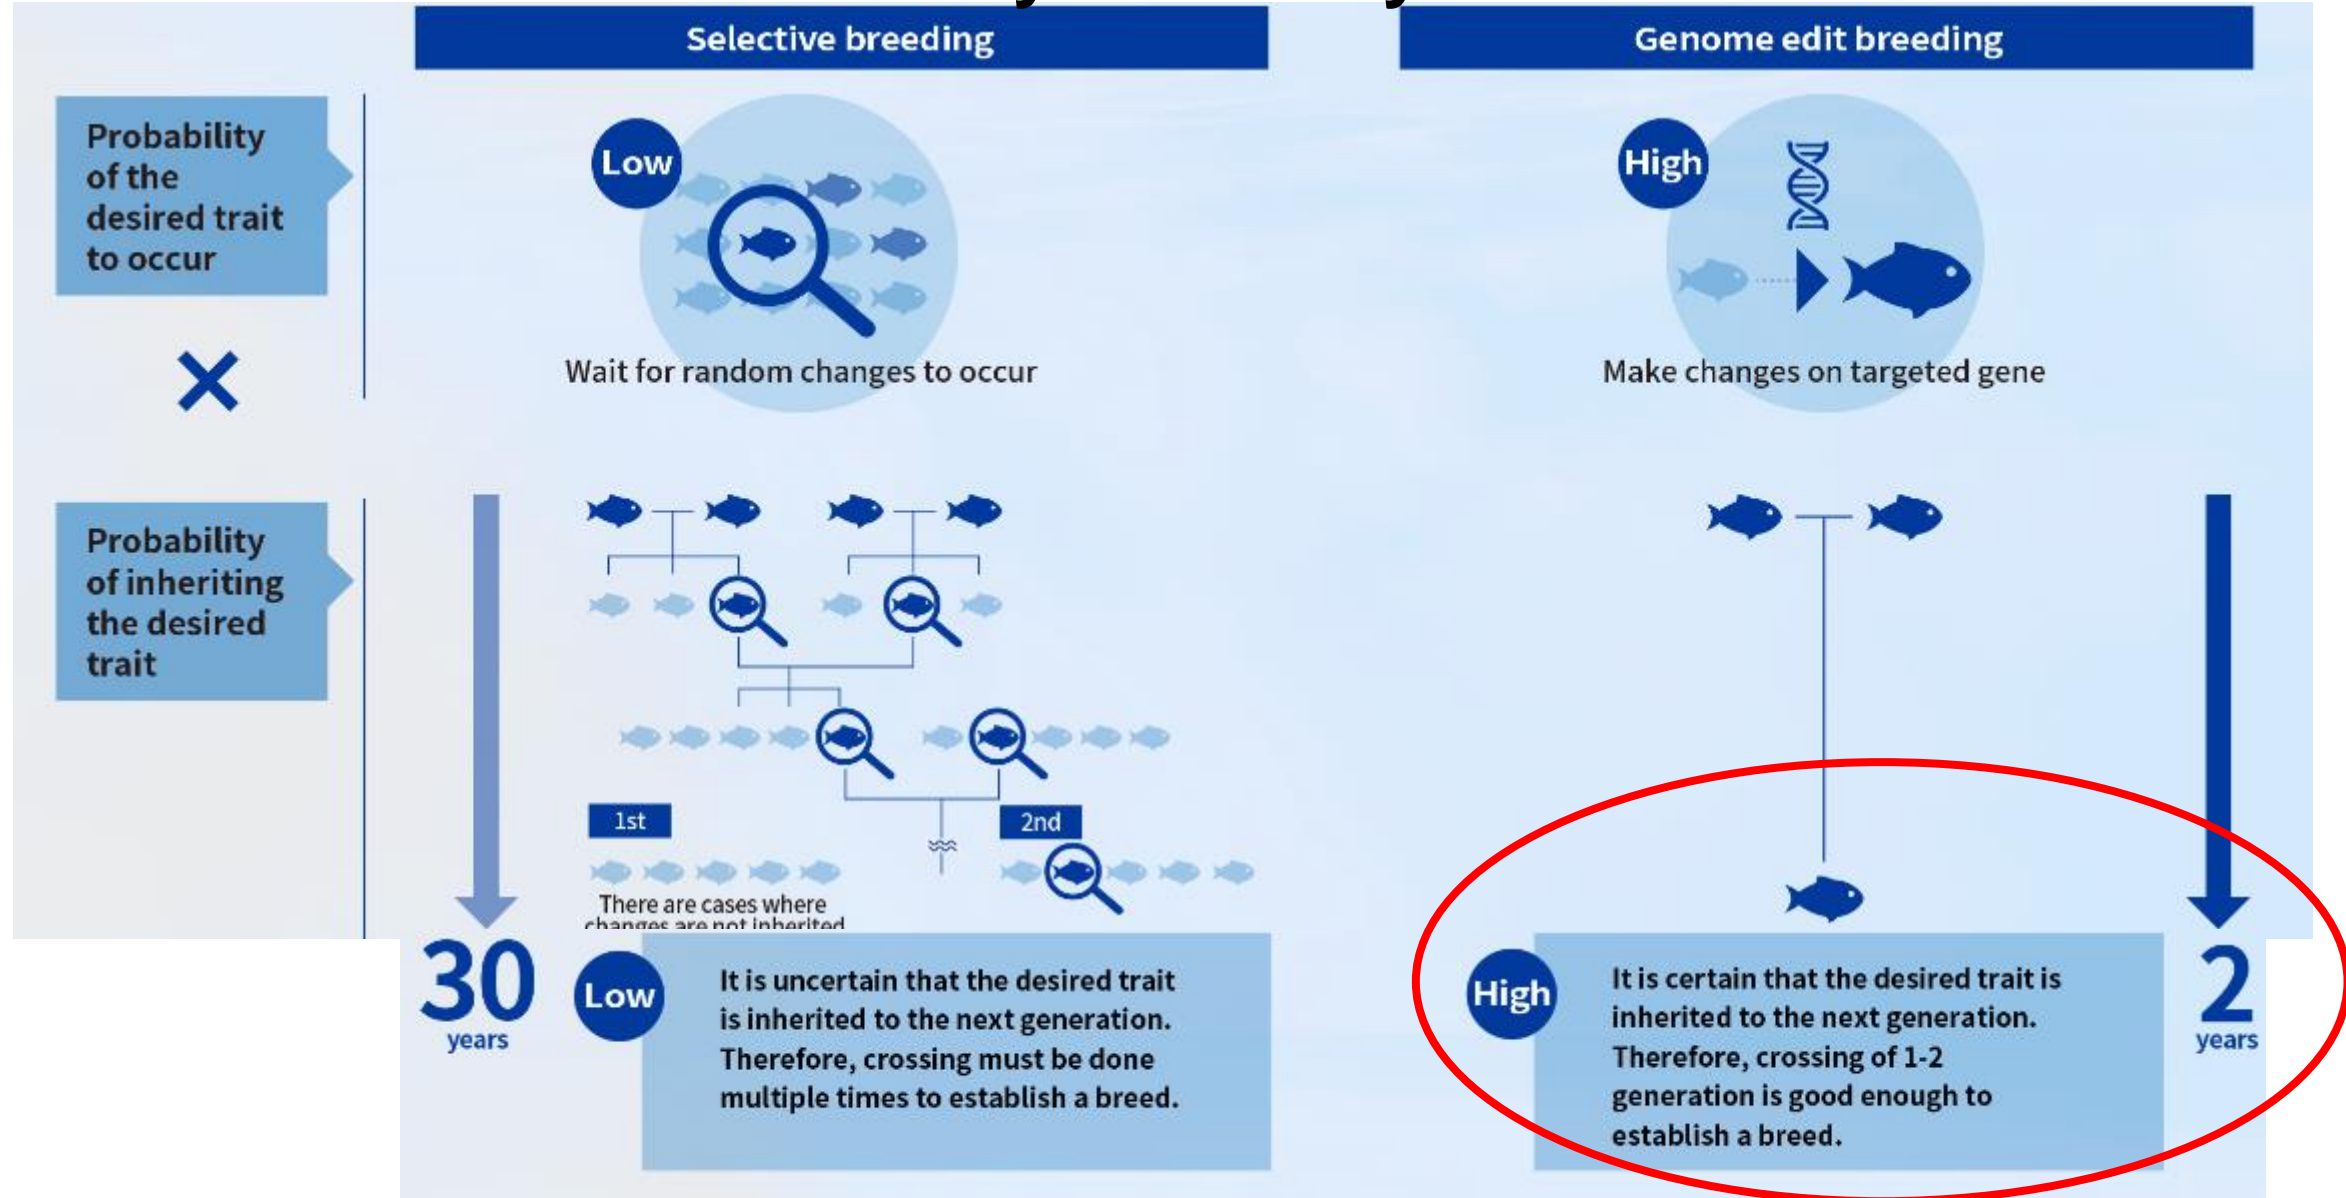 Selective breeding
Genome edit breeding
Probability
of the
desired trait
to occur
Low
Wait for random changes to occur
High
Make changes on targeted gene
Probability
of inheriting
the desired
trait
1st
2nd
There are cases where
changes are not inherited
30
years
Low
It is uncertain that the desired trait
is inherited to the next generation.
Therefore, crossing must be done
multiple times to establish a breed.
High
It is certain that the desired trait is
inherited to the next generation.
Therefore, crossing of 1-2
generation is good enough to
establish a breed.
2
years